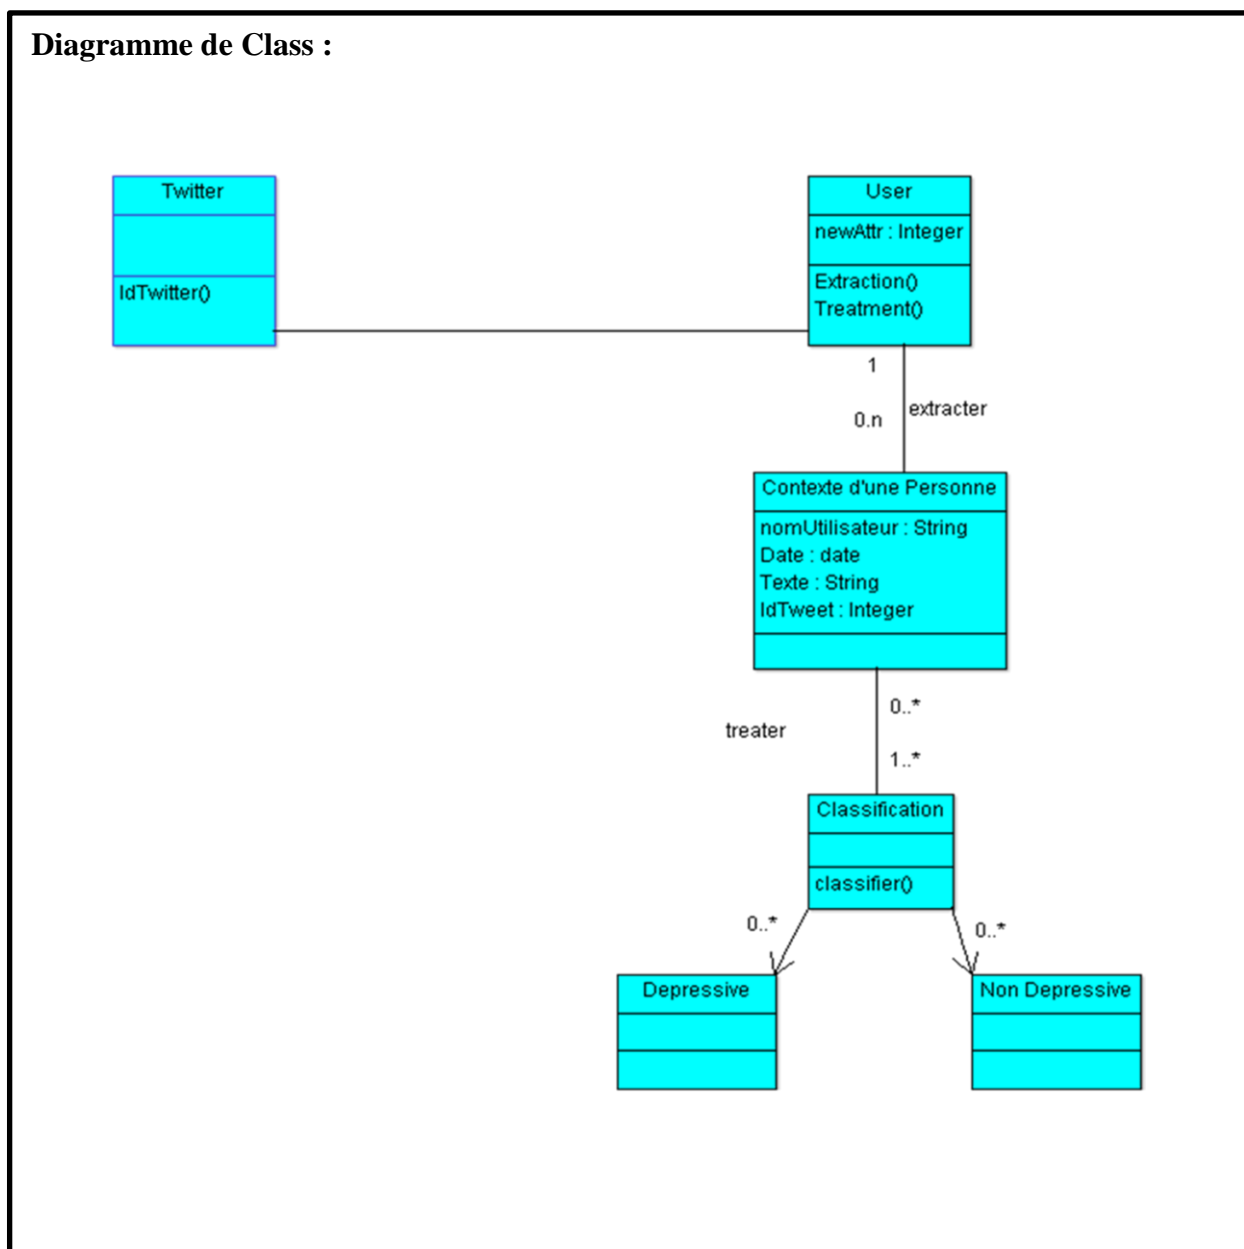 Diagramme de Class :
Twitter
IdTwitter()
User
newAttr : Integer
Extraction()
Treatment()
1
0.n
extracter
Contexte d'une Personne
nomUtilisateur : String
Date : date
Texte : String
IdTweet : Integer
0..*
treater
1..*
Classification
classifier()
0..*
0..*
Depressive
Non Depressive